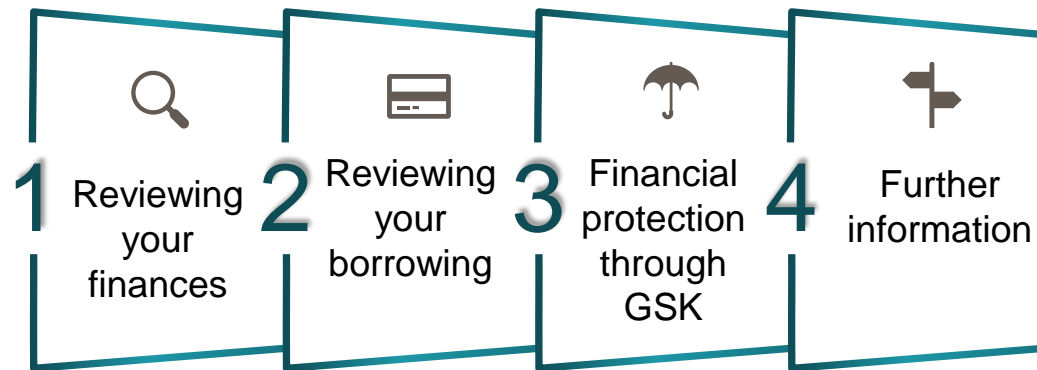 1
Reviewing
your
finances
2
Reviewing
your
borrowing
3
Financial
protection
through
GSK
4
Further
information